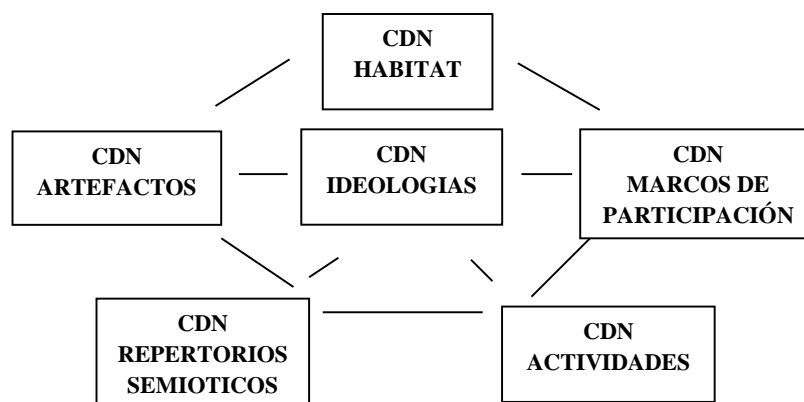 CDN
HABITAT
CDN
ARTEFACTOS
CDN
IDEOLOGIAS
CDN
MARCOS DE
PARTICIPACIÓN
CDN
REPERTORIOS
SEMIOTICOS
CDN
ACTIVIDADES